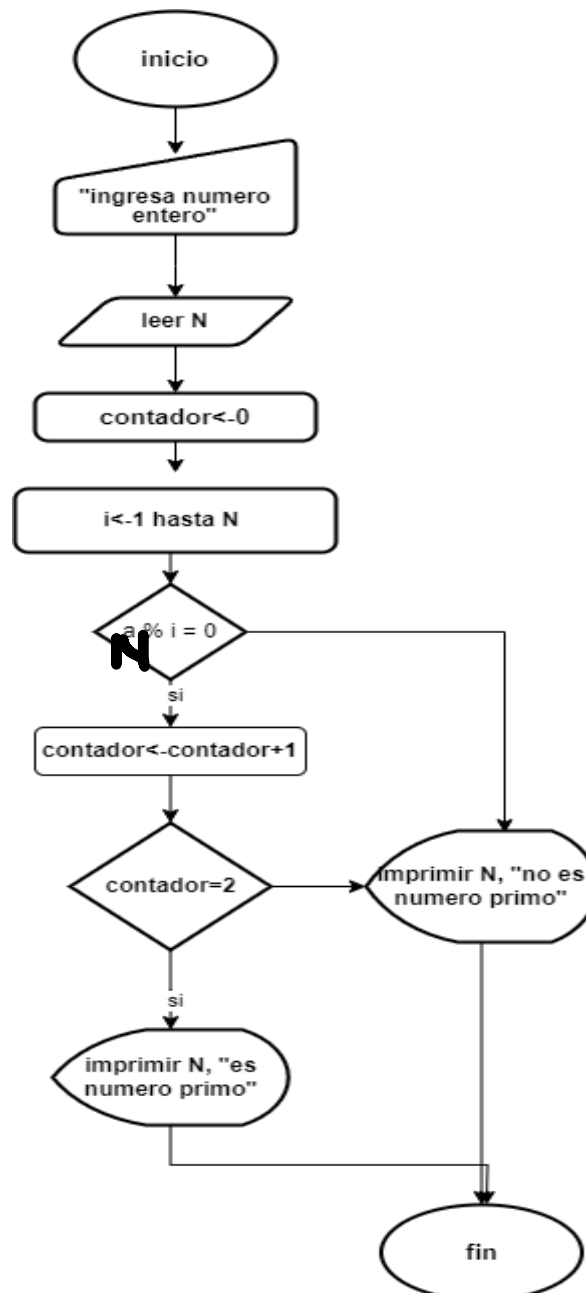 inicio
"ingresa numero
entero"
leer N
contador<-0
i<-1 hasta N
a % i = 0
N
si
contador<-contador+1
contador=2
imprimir N, "no es
numero primo"
si
imprimir N, "es
numero primo"
fin